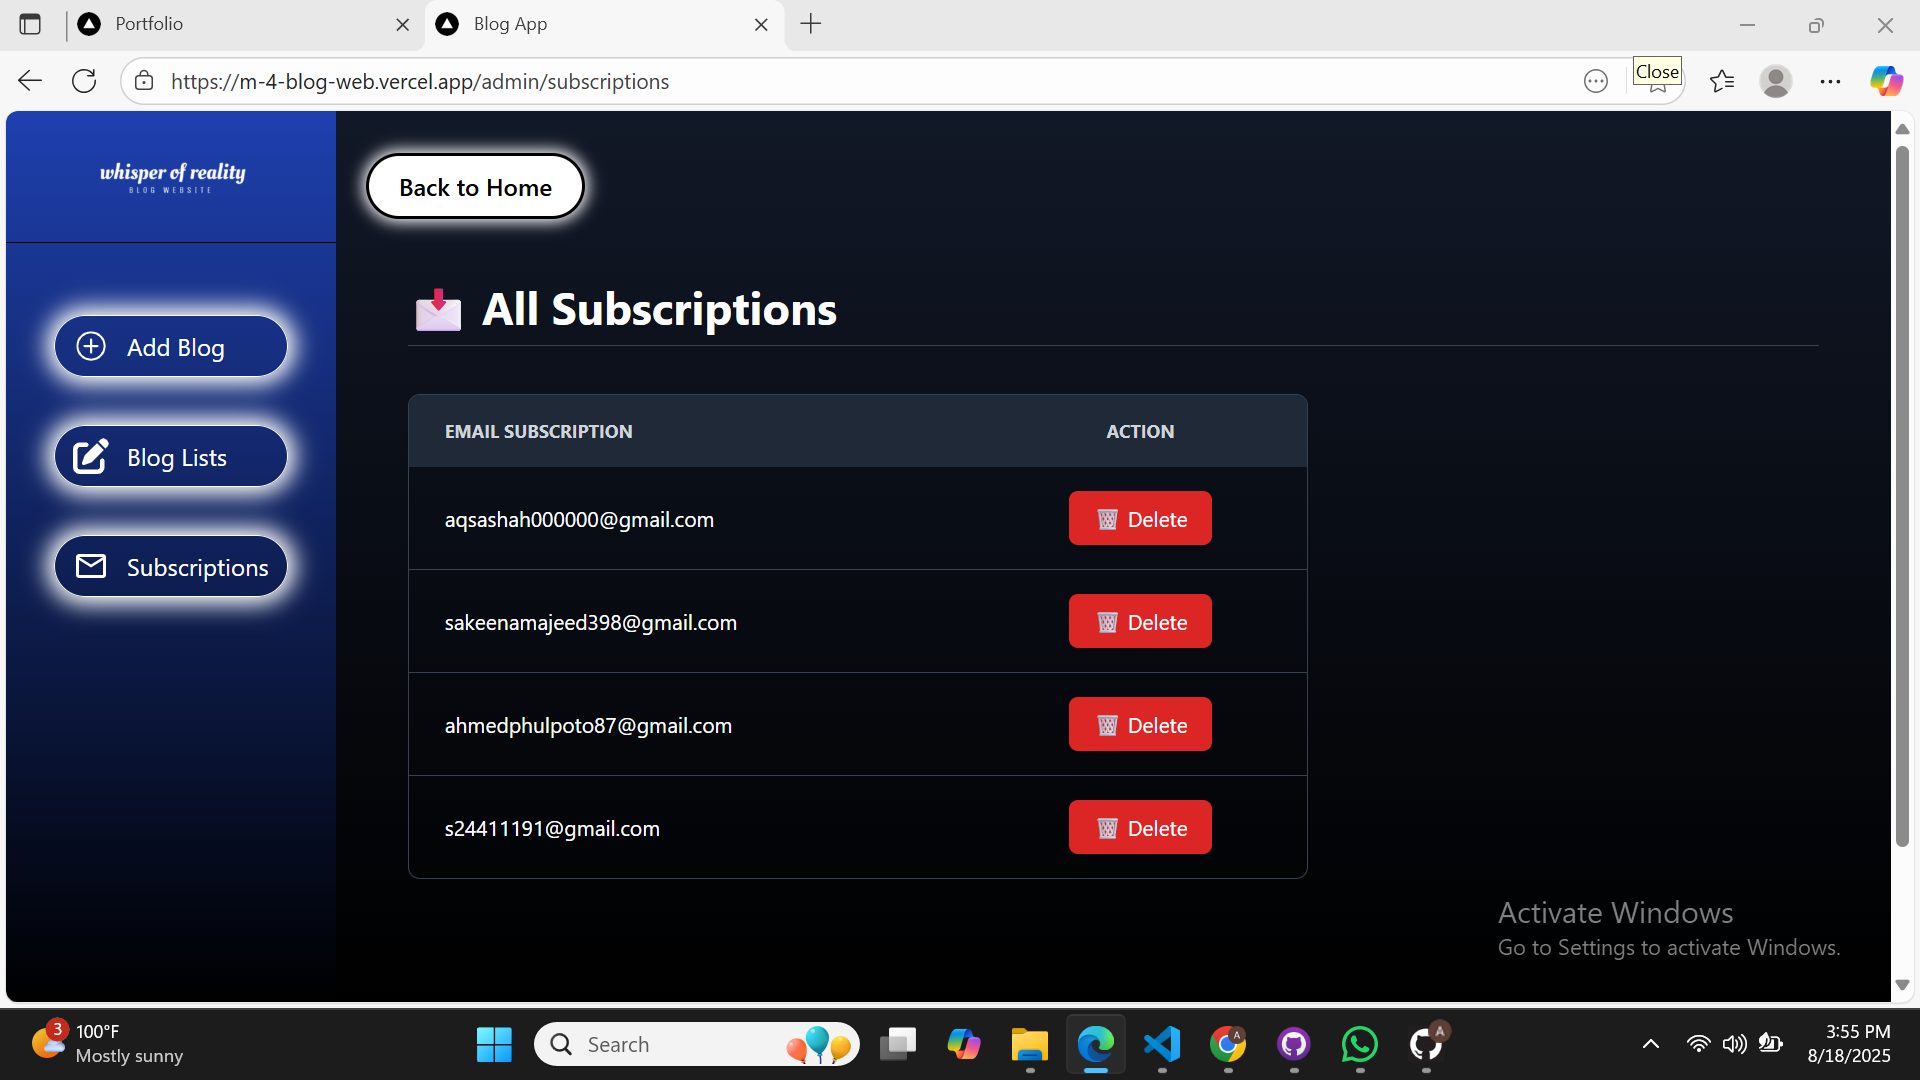 Portfolio
Blog App
https://m-4-blog-web.vercel.app/admin/subscriptions
Close
whisper of reality
BLOG WEBSITE
Back to Home
Add Blog
Blog Lists
Subscriptions
All Subscriptions
EMAIL SUBSCRIPTION ACTION
aqsashah000000@gmail.com Delete
sakeenamajeed398@gmail.com Delete
ahmedphulpoto87@gmail.com Delete
s24411191@gmail.com Delete
Activate Windows
Go to Settings to activate Windows.
3
100°F
Mostly sunny
Search
A
A
3:55 PM
8/18/2025